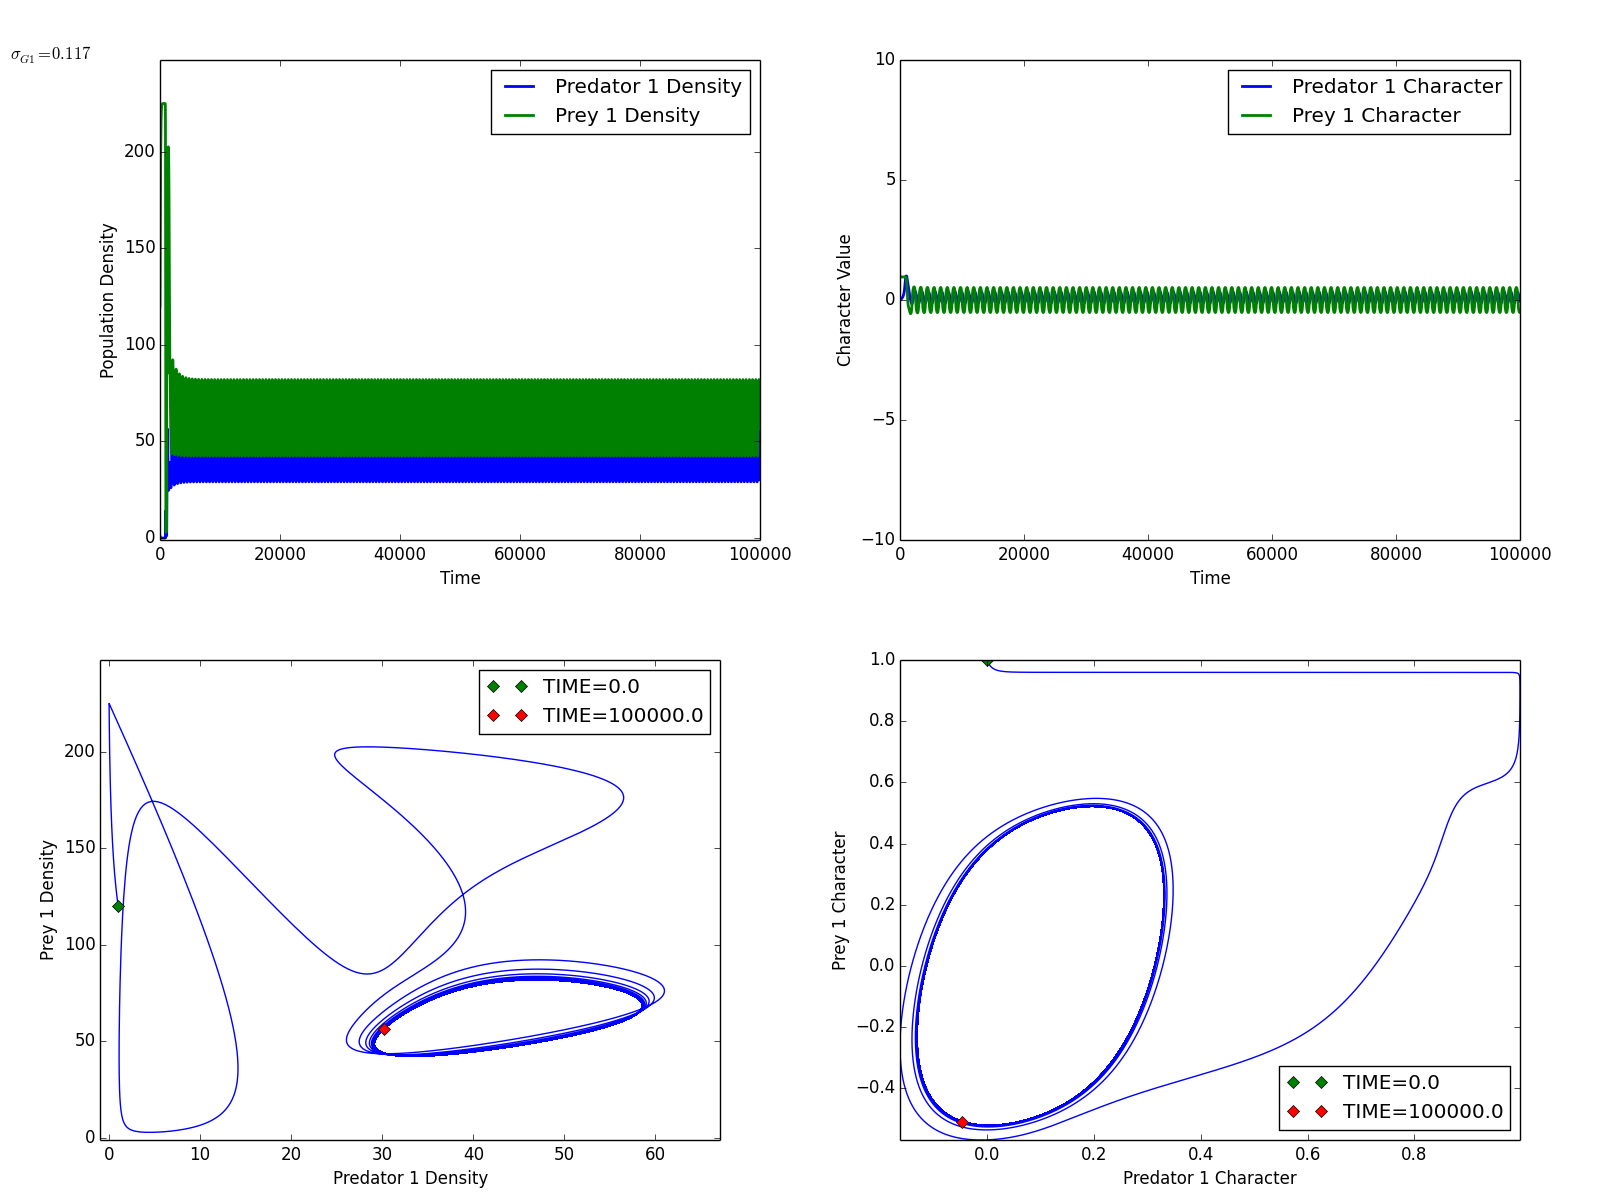 σG1=0.117
Predator 1 Density
Prey 1 Density
200
150
100
50
0
Population Density
0 20000 40000 60000 80000 100000
Time
Predator 1 Character
Prey 1 Character
10
5
0
−5
−10
Character Value
0 20000 40000 60000 80000 100000
Time
TIME=0.0
TIME=100000.0
200
150
100
50
0
Prey 1 Density
0 10 20 30 40 50 60
Predator 1 Density
1.0
0.8
0.6
0.4
0.2
0.0
−0.2
−0.4
Prey 1 Character
TIME=0.0
TIME=100000.0
0.0 0.2 0.4 0.6 0.8
Predator 1 Character